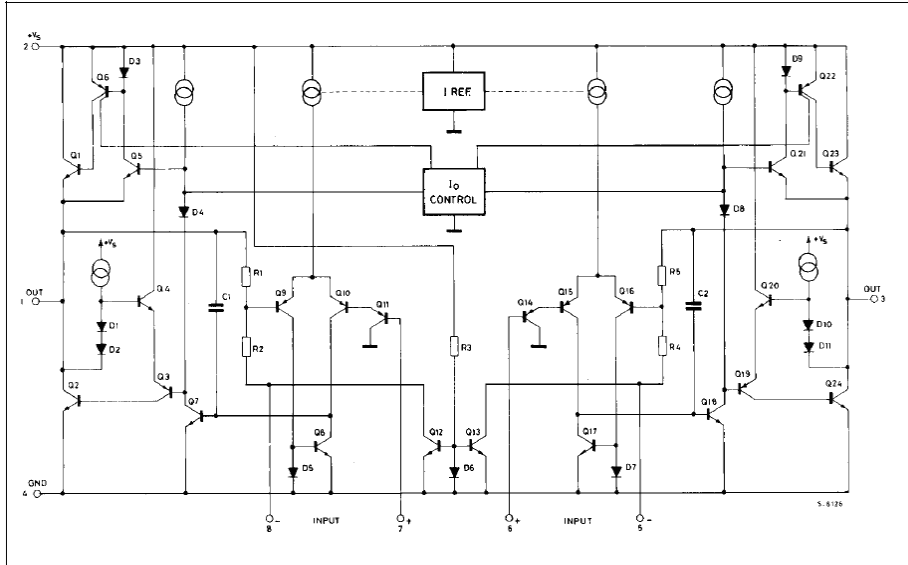 +Vs
2
D3
Q6
I REF
D9
Q22
Q1
Q5
Io
CONTROL
Q21
Q23
D4
D8
+Vs
+Vs
R1
R5
Q4
C1
Q9
Q10
Q11
Q14
Q15
Q16
C2
Q20
OUT
1
OUT
3
D1
D10
D2
R2
R3
R4
D11
Q2
Q3
Q7
Q19
Q18
Q24
Q8
Q12
Q13
Q17
D5
D6
D7
GND
4
S-6126
8 -
INPUT
7 +
6 +
INPUT
5 -